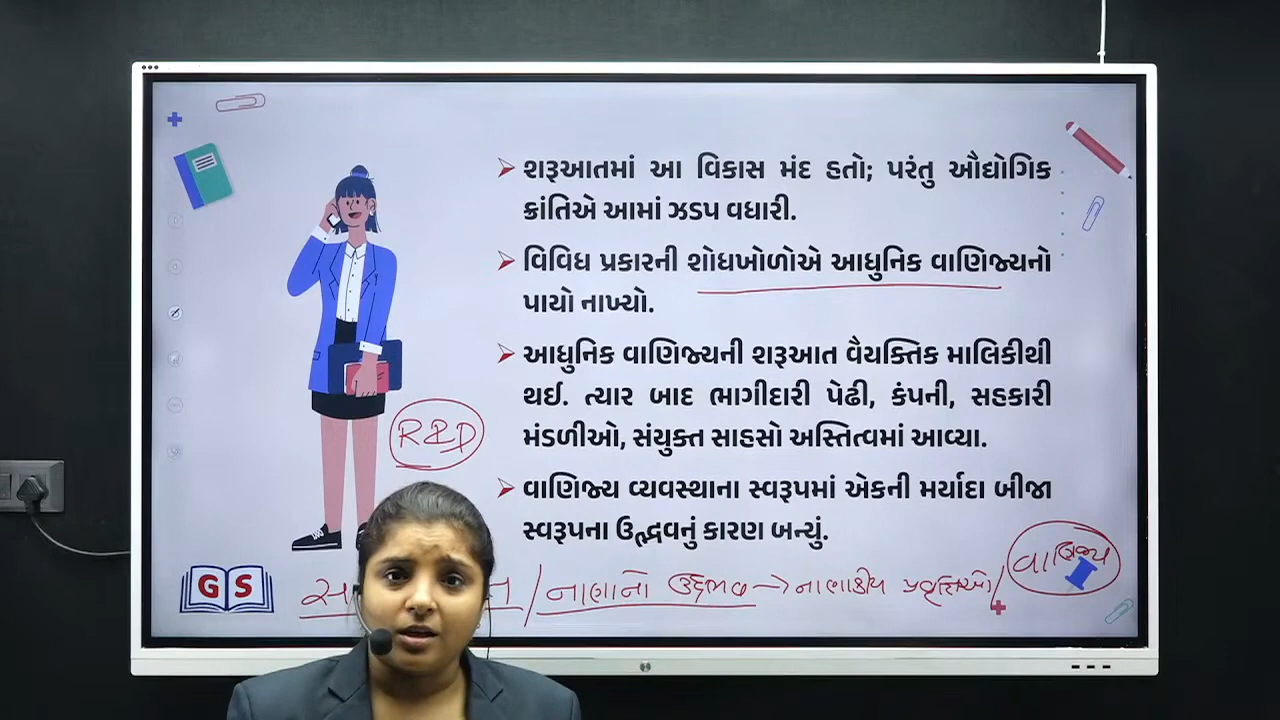 શરૂઆતમાં આ વિકાસ મંદ હતો; પરંતુ ઔદ્યોગિક
ક્રાંતિએ આમાં ઝડપ વધારી.
વિવિધ પ્રકારની શોધખોળોએ આધુનિક વાણિજ્યનો
પાયો નાખ્યો.
આધુનિક વાણિજ્યની શરૂઆત વૈયક્તિક માલિકીથી
થઈ. ત્યાર બાદ ભાગીદારી પેઢી, કંપની, સહકારી
મંડળીઓ, સંયુક્ત સાહસો અસ્તિત્વમાં આવ્યા.
R&D
વાણિજ્ય વ્યવસ્થાના સ્વરૂપમાં એકની મર્યાદા બીજા
સ્વરૂપના ઉદ્ભવનું કારણ બન્યું.
GS
/ નાણાનો ઉદ્દભવ → નાણાકીય પ્રવૃત્તિઓ / વાણિજ્ય